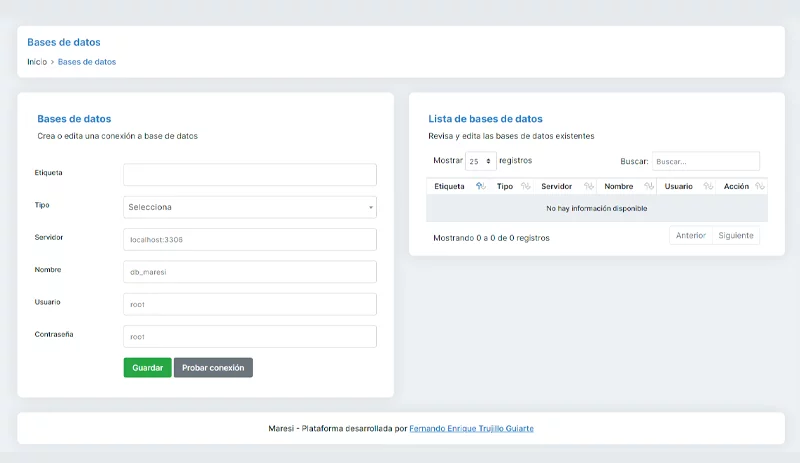 Bases de datos
Inicio > Bases de datos
Bases de datos
Crea o edita una conexión a base de datos
Etiqueta
Tipo
Selecciona
Servidor
localhost:3306
Nombre
db_maresi
Usuario
root
Contraseña
root
Guardar Probar conexión
Lista de bases de datos
Revisa y edita las bases de datos existentes
Mostrar 25 registros Buscar: Buscar...
Etiqueta Tipo Servidor Nombre Usuario Acción
No hay información disponible
Mostrando 0 a 0 de 0 registros Anterior Siguiente
Maresi - Plataforma desarrollada por Fernando Enrique Trujillo Guiarte